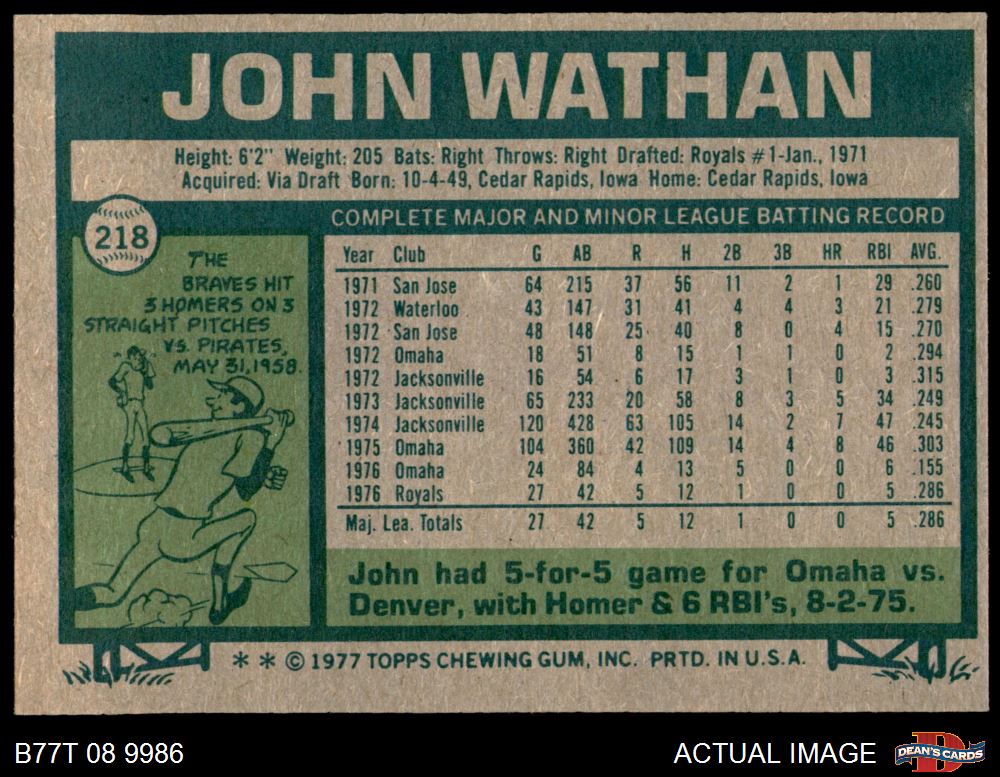 JOHN WATHAN
Height: 6'2" Weight: 205 Bats: Right Throws: Right Drafted: Royals #1-Jan., 1971
Acquired: Via Draft Born: 10-4-49, Cedar Rapids, Iowa Home: Cedar Rapids, Iowa
218
THE
BRAVES HIT
3 HOMERS ON 3
STRAIGHT PITCHES
VS. PIRATES,
MAY 31, 1958.
COMPLETE MAJOR AND MINOR LEAGUE BATTING RECORD
Year Club G AB R H 2B 3B HR RBI AVG.
1971 San Jose 64 215 37 56 11 2 1 29 .260
1972 Waterloo 43 147 31 41 4 4 3 21 .279
1972 San Jose 48 148 25 40 8 0 4 15 .270
1972 Omaha 18 51 8 15 1 1 0 2 .294
1972 Jacksonville 16 54 6 17 3 1 0 3 .315
1973 Jacksonville 65 233 20 58 8 3 5 34 .249
1974 Jacksonville 120 428 63 105 14 2 7 47 .245
1975 Omaha 104 360 42 109 14 4 8 46 .303
1976 Omaha 24 84 4 13 5 0 0 6 .155
1976 Royals 27 42 5 12 1 0 0 5 .286
Maj. Lea. Totals 27 42 5 12 1 0 0 5 .286
John had 5-for-5 game for Omaha vs.
Denver, with Homer & 6 RBI's, 8-2-75.
* * © 1977 TOPPS CHEWING GUM, INC. PRTD. IN U.S.A.
B77T 08 9986
ACTUAL IMAGE
D
DEAN'S CARDS